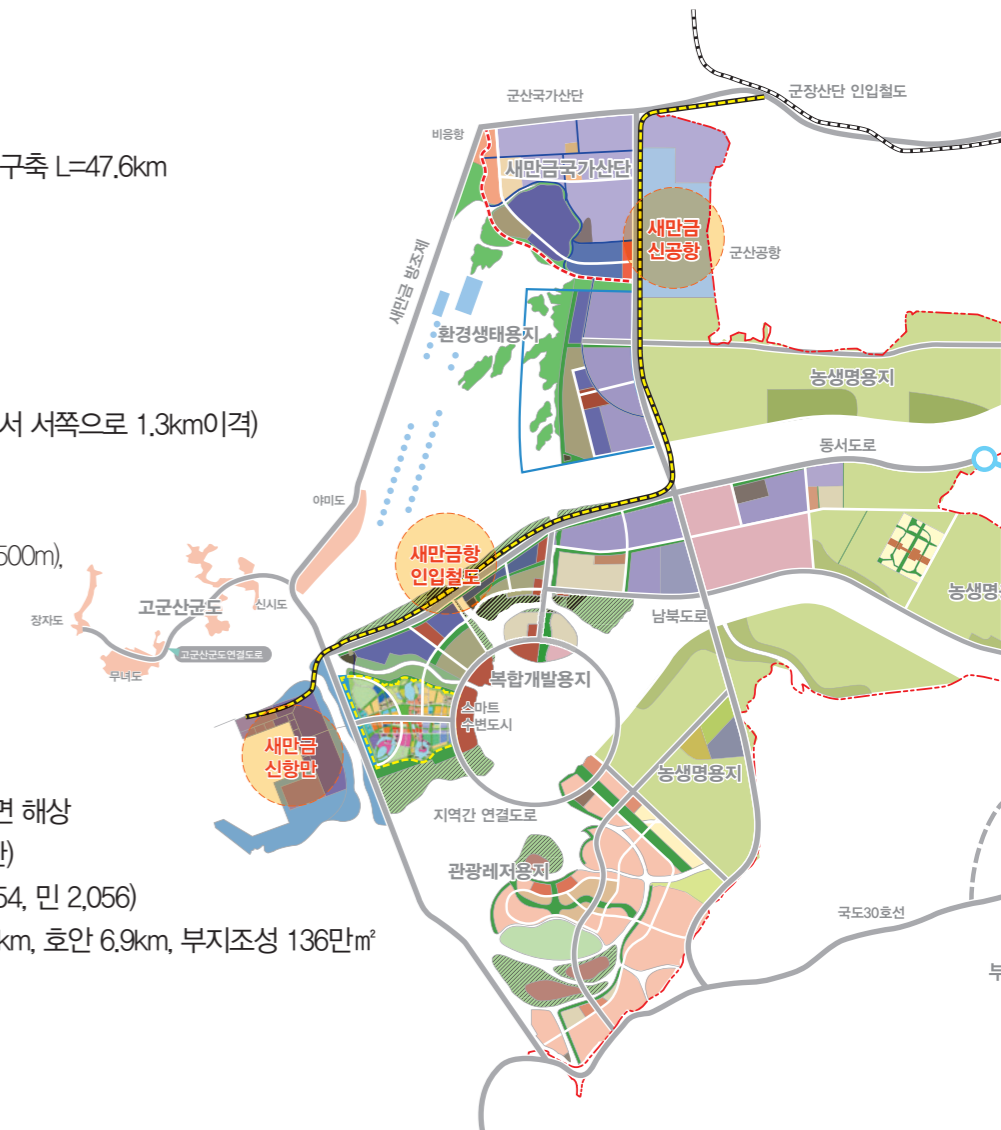 구축 L=47.6km
서 서쪽으로 1.3km이격)
500m),
면 해상
54, 민 2,056)
km, 호안 6.9km, 부지조성 136만㎡
군산국가산단
군장산단 인입철도
비응항
새만금국가산단
새만금
신공항
군산공항
새만금 방조제
환경생태용지
농생명용지
동서도로
야미도
새만금항
인입철도
고군산군도
신시도
장자도
무녀도
고군산군도연결도로
남북도로
농생명용
복합개발용지
스마트
수변도시
새만금
신항만
농생명용지
지역간 연결도로
관광레저용지
국도30호선
부